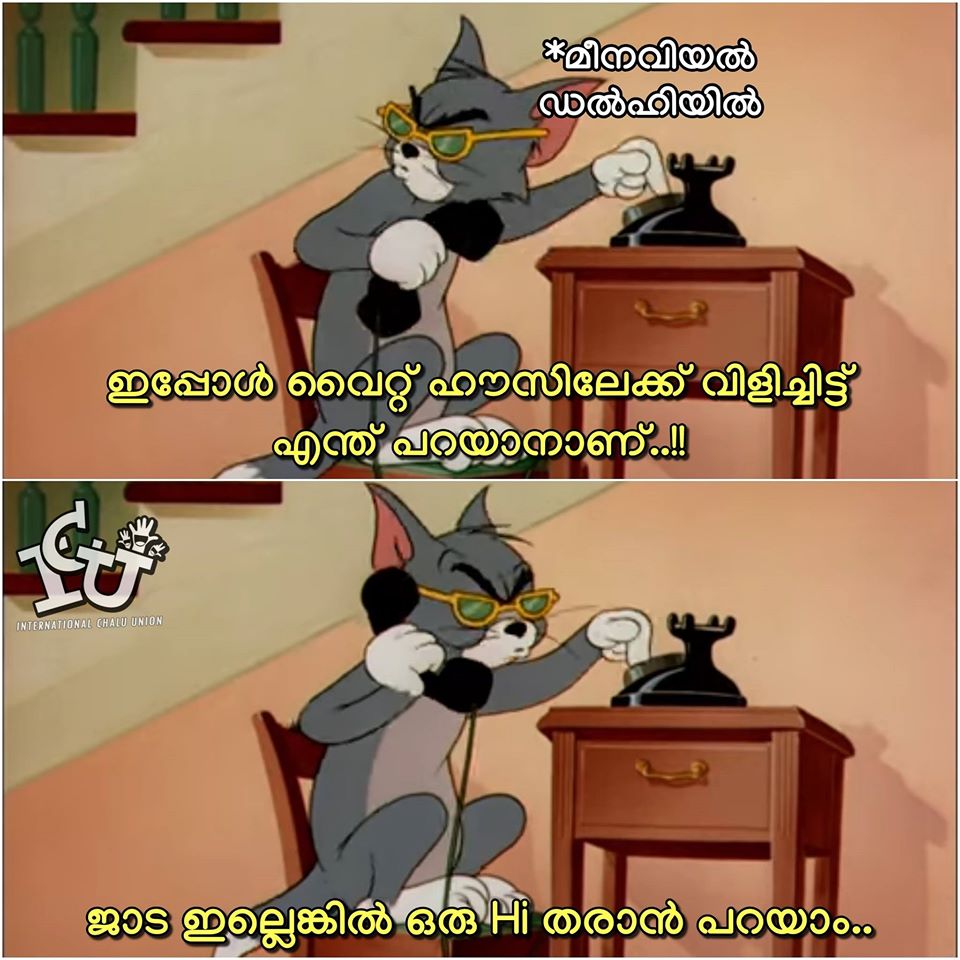 *മീനവിയൽ
ഡൽഹിയിൽ
ഇപ്പോൾ വൈറ്റ് ഹൗസിലേക്ക് വിളിച്ചിട്ട്
എന്ത് പറയാനാണ്..!!
ICU
INTERNATIONAL CHALU UNION
ജാട ഇല്ലെങ്കിൽ ഒരു Hi തരാൻ പറയാം..